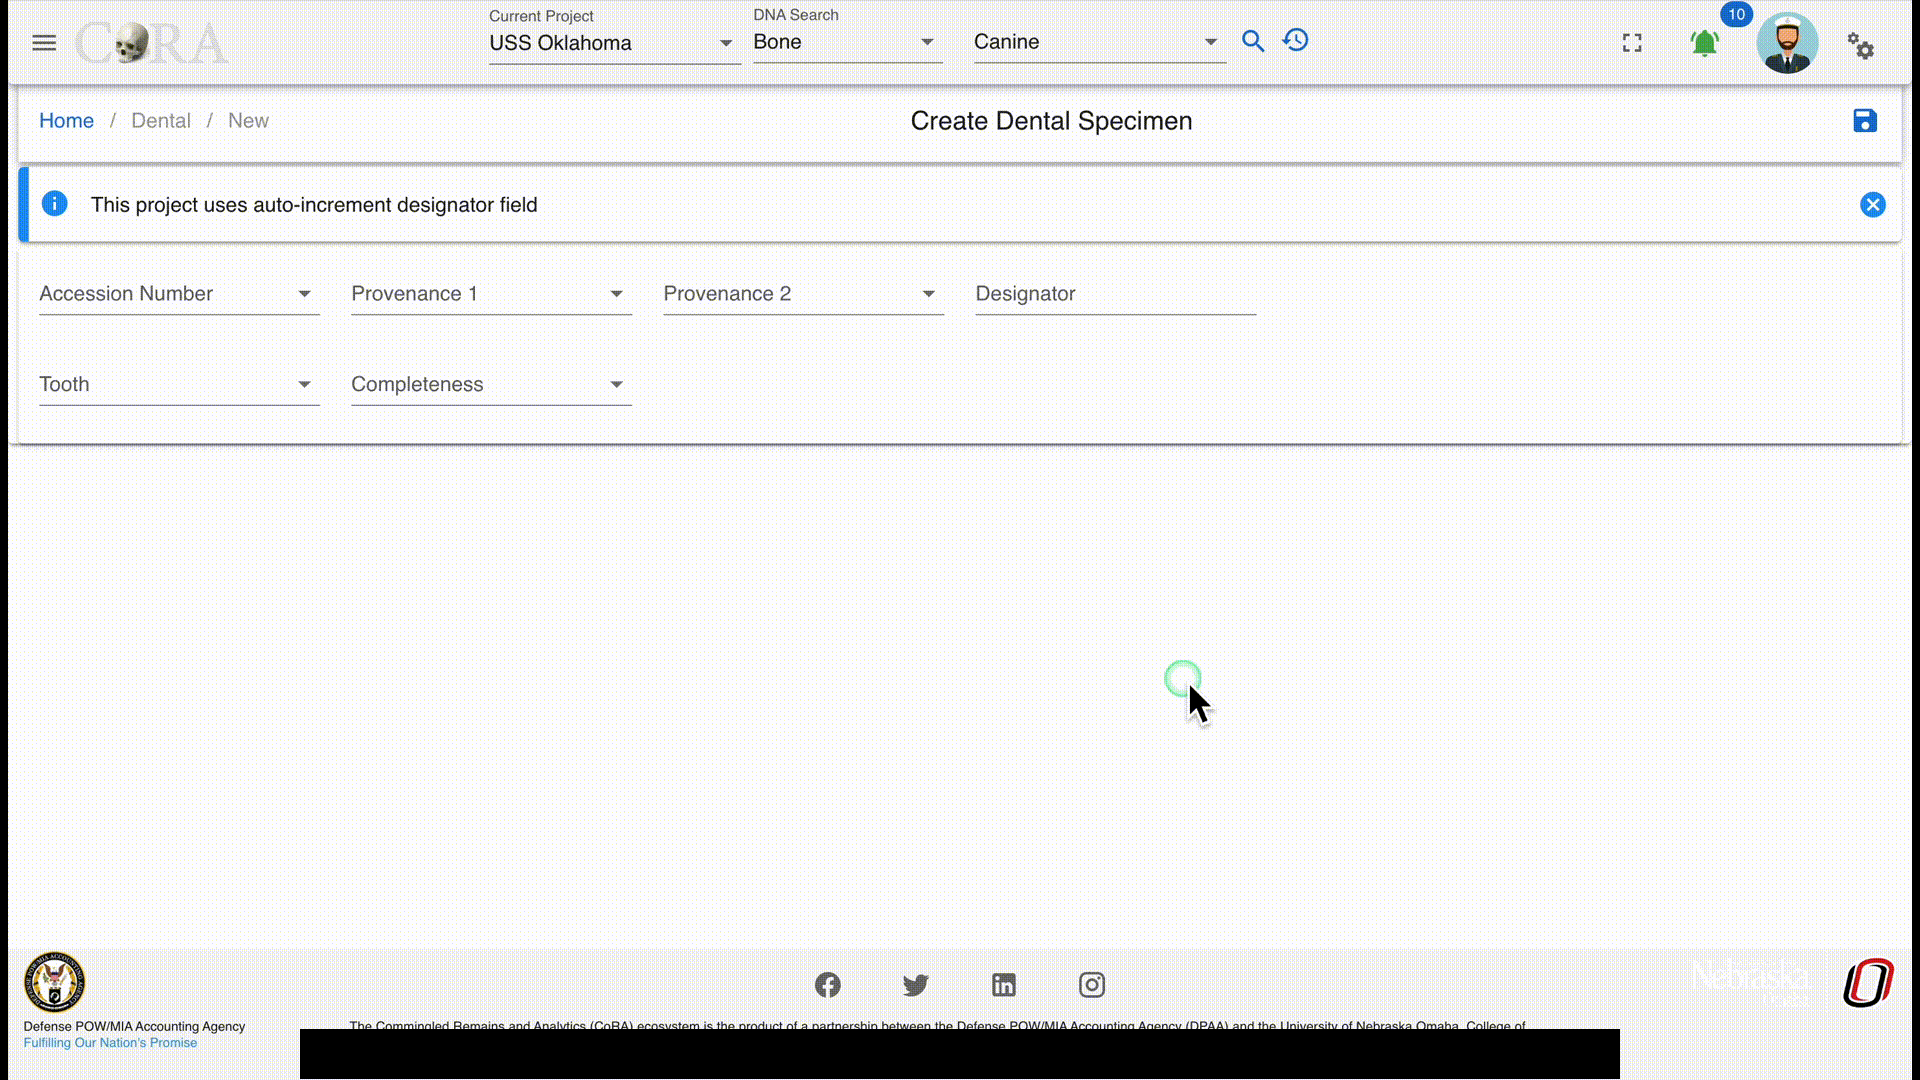 CORA
Current Project
USS Oklahoma
DNA Search
Bone
Canine
10
Home / Dental / New
Create Dental Specimen
This project uses auto-increment designator field
Accession Number
Provenance 1
Provenance 2
Designator
Tooth
Completeness
Nebraska
Defense POW/MIA Accounting Agency
Fulfilling Our Nation's Promise
The Commingled Remains and Analytics (CoRA) ecosystem is the product of a partnership between the Defense POW/MIA Accounting Agency (DPAA) and the University of Nebraska Omaha, College of